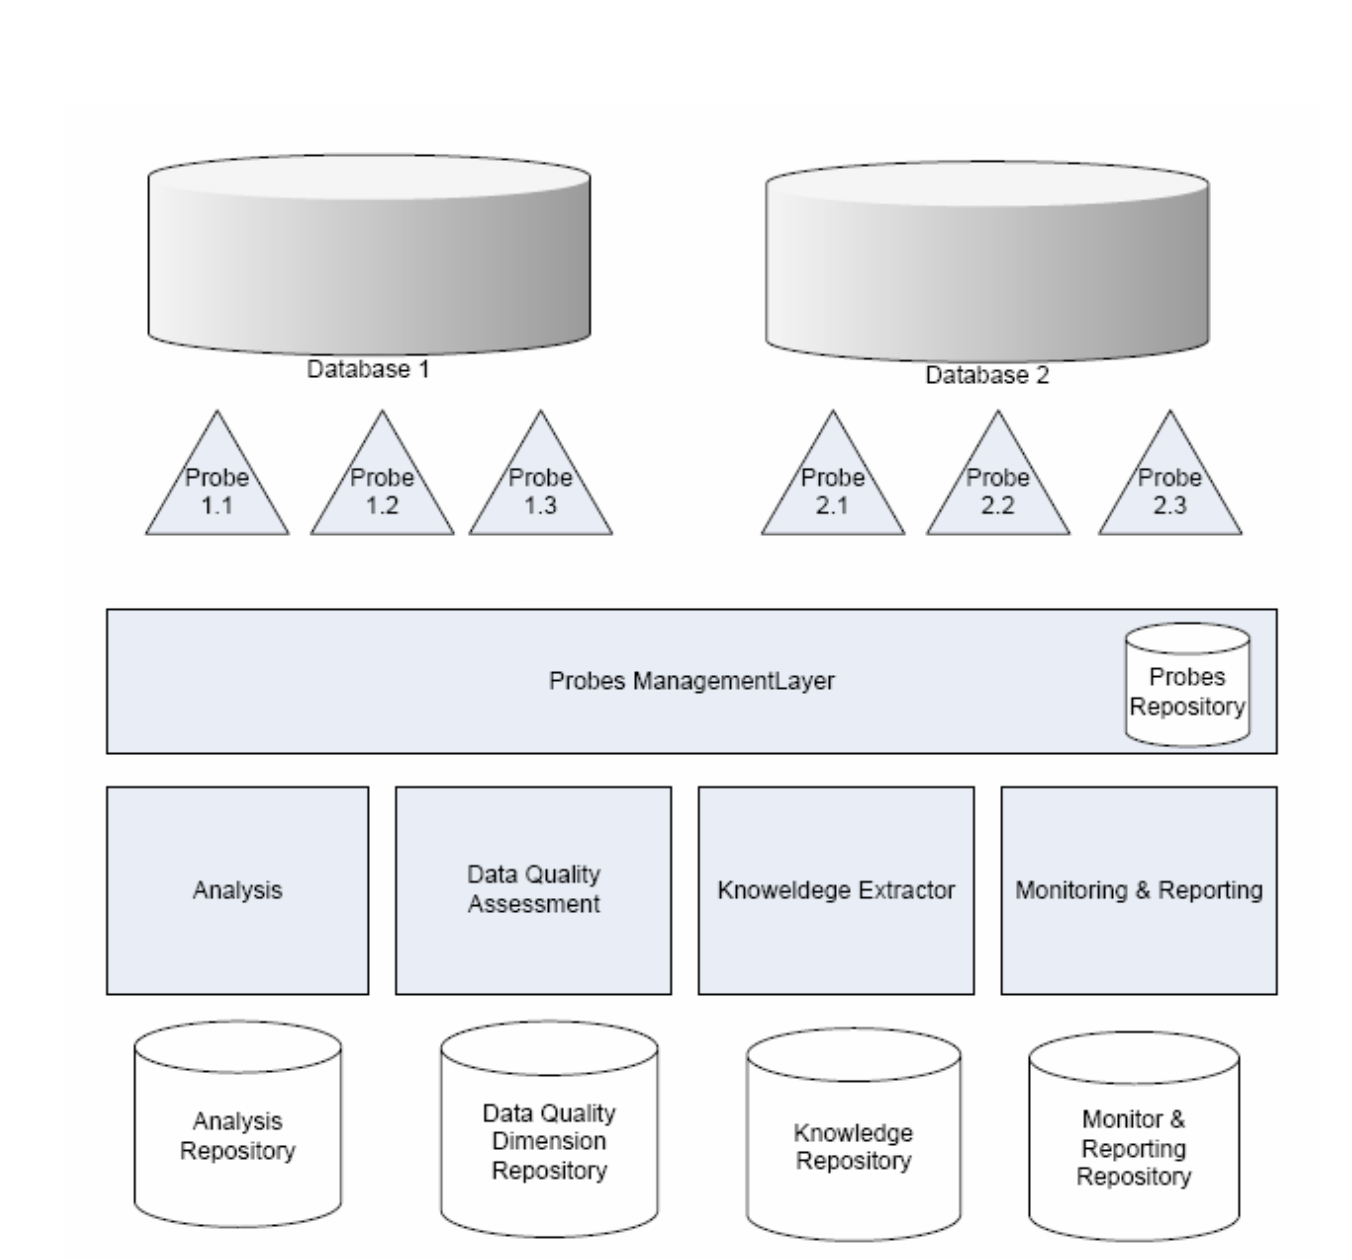 Database 1
Database 2
Probe
1.1
Probe
1.2
Probe
1.3
Probe
2.1
Probe
2.2
Probe
2.3
Probes ManagementLayer
Probes
Repository
Analysis
Data Quality
Assessment
Knoweldege Extractor
Monitoring & Reporting
Analysis
Repository
Data Quality
Dimension
Repository
Knowledge
Repository
Monitor &
Reporting
Repository